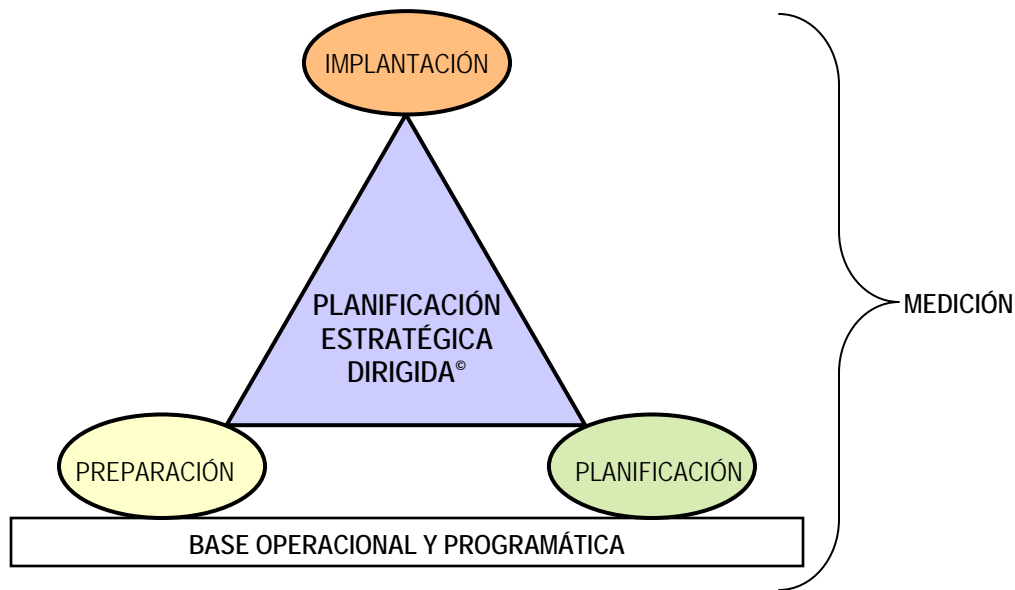 IMPLANTACIÓN
PLANIFICACIÓN
ESTRATÉGICA
DIRIGIDA©
MEDICIÓN
PREPARACIÓN
PLANIFICACIÓN
BASE OPERACIONAL Y PROGRAMÁTICA